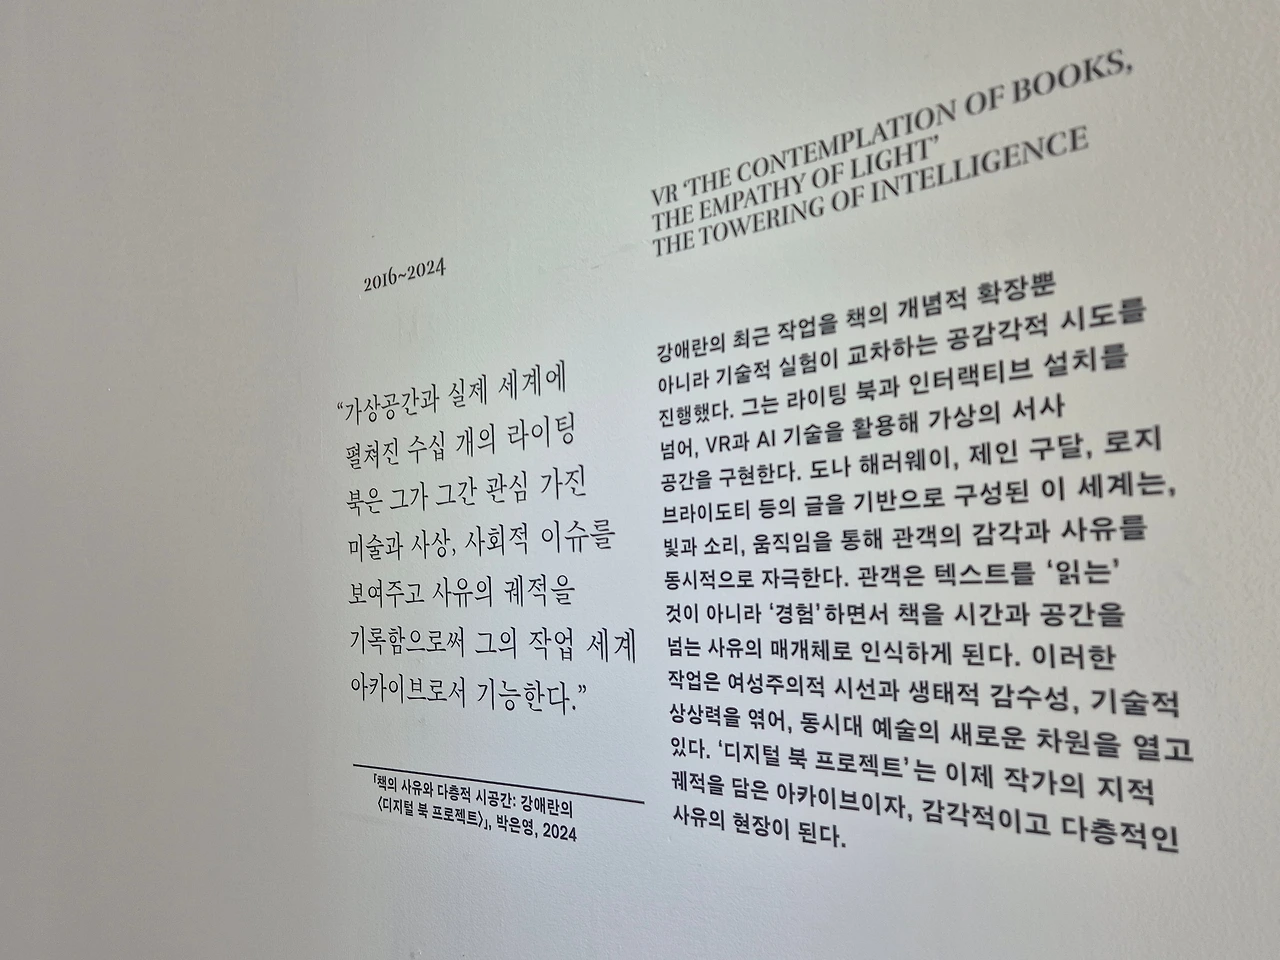 2016~2024
“가상공간과 실제 세계에
펼쳐진 수십 개의 라이팅
북은 그가 그간 관심 가진
미술과 사상, 사회적 이슈를
보여주고 사유의 궤적을
기록함으로써 그의 작업 세계
아카이브로서 기능한다.”
「책의 사유와 다층적 시공간: 강애란의
〈디지털 북 프로젝트〉」, 박은영, 2024
VR ‘THE CONTEMPLATION OF BOOKS,
THE EMPATHY OF LIGHT’
THE TOWERING OF INTELLIGENCE
강애란의 최근 작업을 책의 개념적 확장뿐
아니라 기술적 실험이 교차하는 공감각적 시도를
진행했다. 그는 라이팅 북과 인터랙티브 설치를
넘어, VR과 AI 기술을 활용해 가상의 서사
공간을 구현한다. 도나 해러웨이, 제인 구달, 로지
브라이도티 등의 글을 기반으로 구성된 이 세계는,
빛과 소리, 움직임을 통해 관객의 감각과 사유를
동시적으로 자극한다. 관객은 텍스트를 ‘읽는’
것이 아니라 ‘경험’하면서 책을 시간과 공간을
넘는 사유의 매개체로 인식하게 된다. 이러한
작업은 여성주의적 시선과 생태적 감수성, 기술적
상상력을 엮어, 동시대 예술의 새로운 차원을 열고
있다. ‘디지털 북 프로젝트’는 이제 작가의 지적
궤적을 담은 아카이브이자, 감각적이고 다층적인
사유의 현장이 된다.